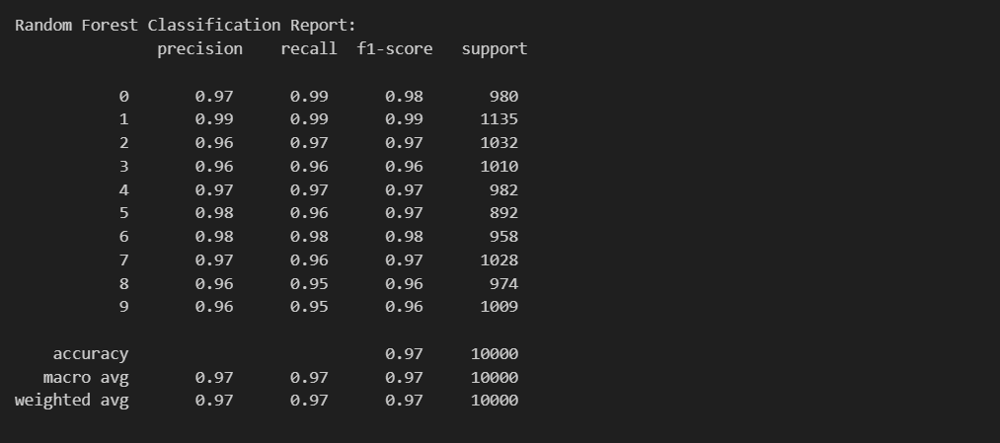 Random Forest Classification Report:
              precision    recall  f1-score   support

           0       0.97      0.99      0.98       980
           1       0.99      0.99      0.99      1135
           2       0.96      0.97      0.97      1032
           3       0.96      0.96      0.96      1010
           4       0.97      0.97      0.97       982
           5       0.98      0.96      0.97       892
           6       0.98      0.98      0.98       958
           7       0.97      0.96      0.97      1028
           8       0.96      0.95      0.96       974
           9       0.96      0.95      0.96      1009

    accuracy                           0.97     10000
   macro avg       0.97      0.97      0.97     10000
weighted avg       0.97      0.97      0.97     10000